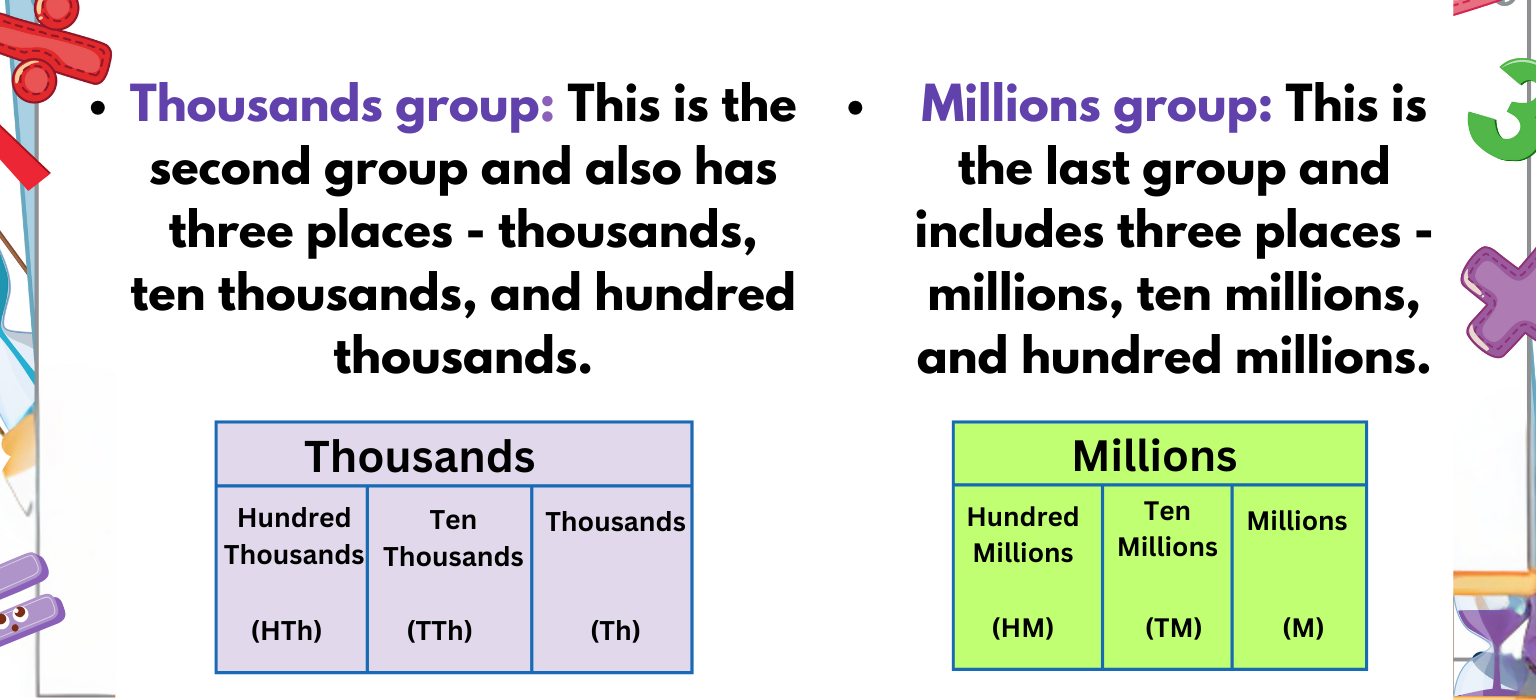 • Thousands group: This is the
second group and also has
three places - thousands,
ten thousands, and hundred
thousands.
• Millions group: This is
the last group and
includes three places -
millions, ten millions,
and hundred millions.
Thousands
Hundred
Thousands
(HTh)
Ten
Thousands
(TTh)
Thousands
(Th)
Millions
Hundred
Millions
(HM)
Ten
Millions
(TM)
Millions
(M)
3